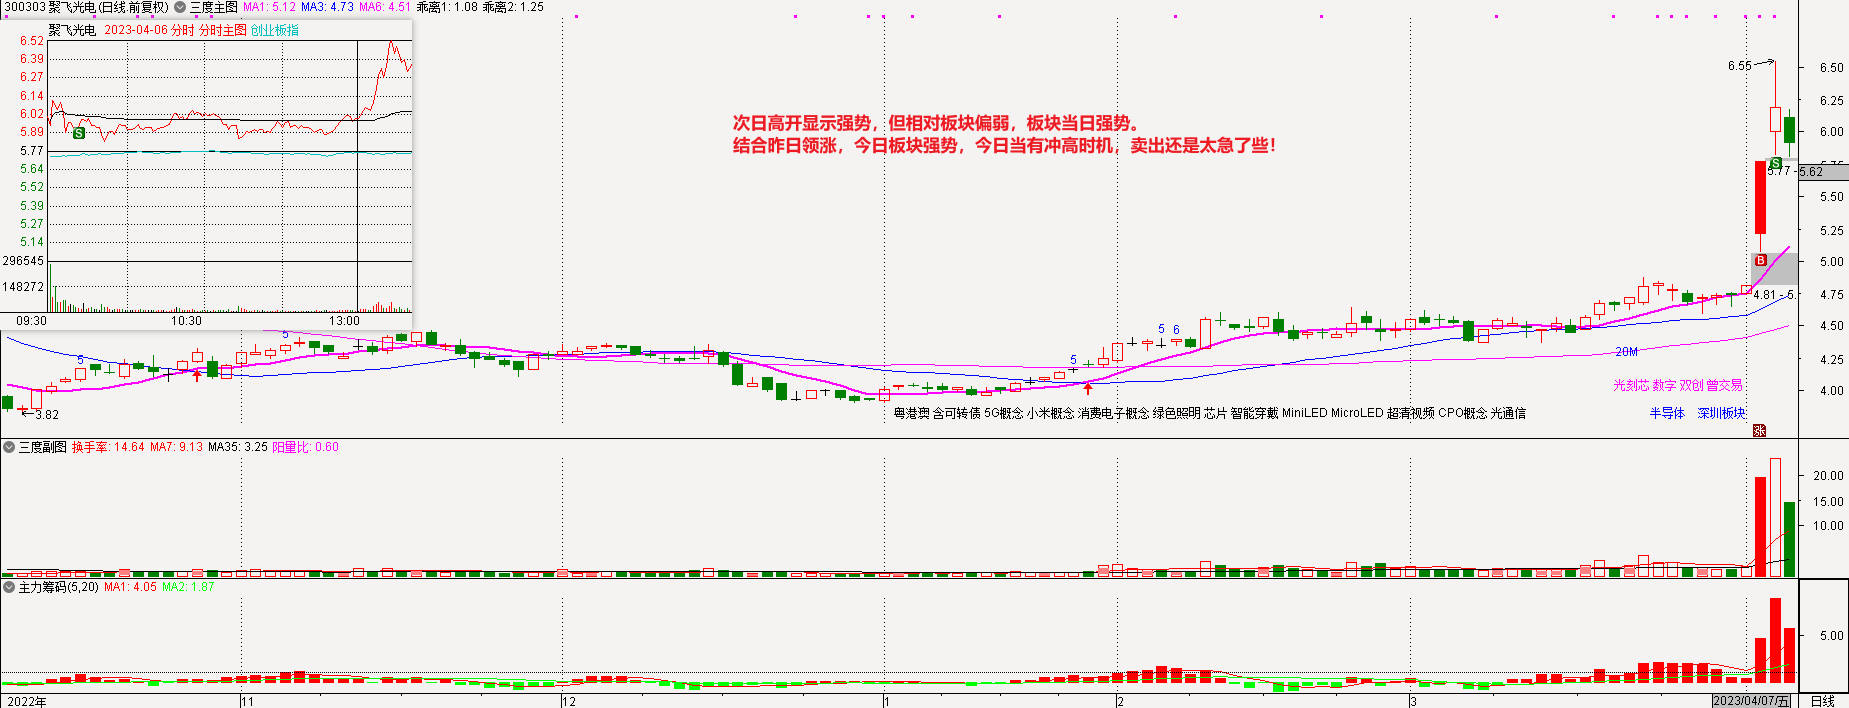 300303 聚飞光电(日线.前复权) 三度主图 MA1: 5.12 MA3: 4.73 MA6: 4.51 乖离1: 1.08 乖离2: 1.25
聚飞光电 2023-04-06 分时 分时主图 创业板指
6.52
6.39
6.27
6.14
6.02
5.89
5.77
5.64
5.52
5.39
5.27
5.14
296545
148272
09:30 10:30 13:00
S
次日高开显示强势，但相对板块偏弱，板块当日强势。
结合昨日领涨，今日板块强势，今日当有冲高时机，卖出还是太急了些！
6.55
S
5.77
5.62
B
4.81 - 5.
6.50
6.25
6.00
5.75
5.50
5.25
5.00
4.75
4.50
4.25
4.00
5
5
5
5 6
3.82
20M
光刻芯 数字 双创 曾交易
粤港澳 含可转债 5G概念 小米概念 消费电子概念 绿色照明 芯片 智能穿戴 MiniLED MicroLED 超清视频 CPO概念 光通信
半导体 深圳板块
涨
三度副图 换手率: 14.64 MA7: 9.13 MA35: 3.25 阳量比: 0.60
20.00
15.00
10.00
主力筹码(5,20) MA1: 4.05 MA2: 1.87
5.00
2022年 11 12 1 2 3 2023/04/07/五 日线